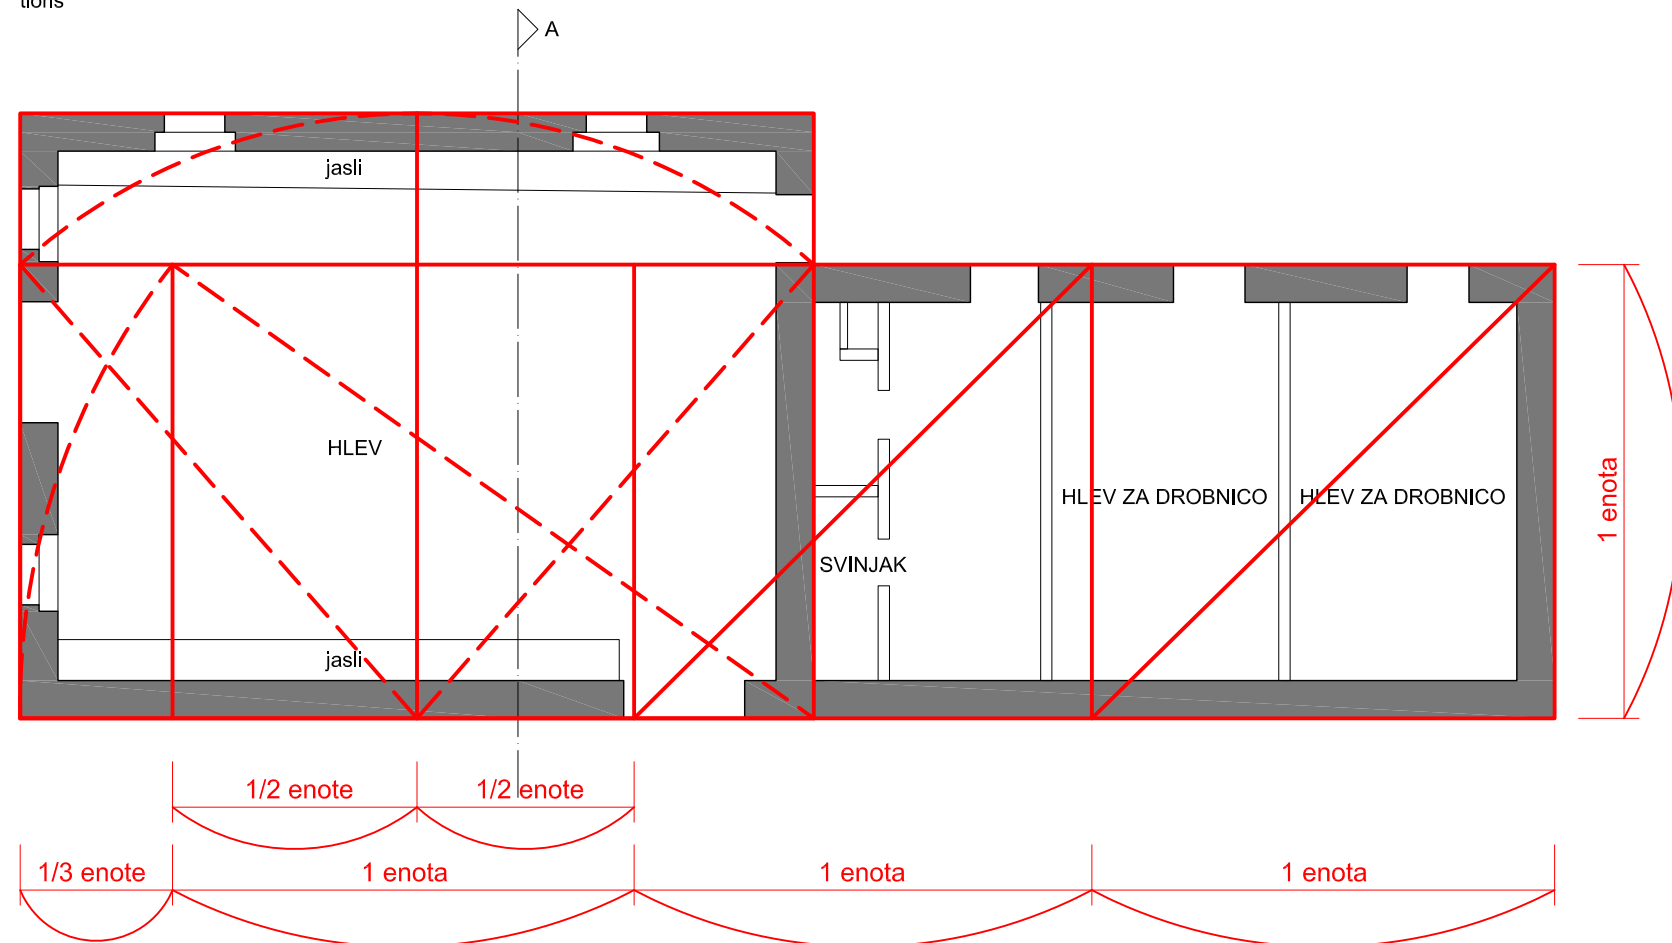 tions
A
jasli
HLEV
HLEV ZA DROBNICO
HLEV ZA DROBNICO
SVINJAK
jasli
1 enota
1/2 enote
1/2 enote
1/3 enote
1 enota
1 enota
1 enota